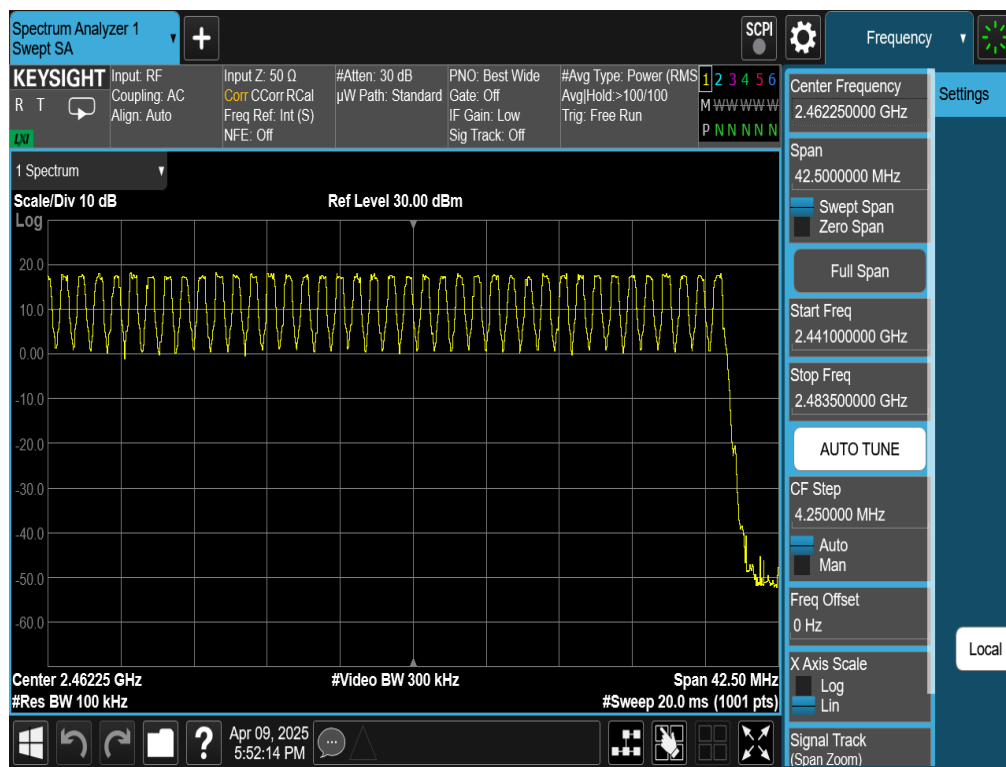 Spectrum Analyzer 1
Swept SA
+
SCPI
Frequency
KEYSIGHT
R T
LXI
Input: RF
Coupling: AC
Align: Auto
Input Z: 50 Ω
Corr CCorr RCal
Freq Ref: Int (S)
NFE: Off
#Atten: 30 dB
µW Path: Standard
PNO: Best Wide
Gate: Off
IF Gain: Low
Sig Track: Off
#Avg Type: Power (RMS
Avg|Hold:>100/100
Trig: Free Run
1 2 3 4 5 6
M W W W W W
P N N N N N
1 Spectrum
Scale/Div 10 dB
Ref Level 30.00 dBm
Log
20.0
10.0
0.00
-10.0
-20.0
-30.0
-40.0
-50.0
-60.0
Center 2.46225 GHz
#Video BW 300 kHz
Span 42.50 MHz
#Res BW 100 kHz
#Sweep 20.0 ms (1001 pts)
Center Frequency
2.462250000 GHz
Settings
Span
42.5000000 MHz
Swept Span
Zero Span
Full Span
Start Freq
2.441000000 GHz
Stop Freq
2.483500000 GHz
AUTO TUNE
CF Step
4.250000 MHz
Auto
Man
Freq Offset
0 Hz
Local
X Axis Scale
Log
Lin
Signal Track
(Span Zoom)
?
Apr 09, 2025
5:52:14 PM